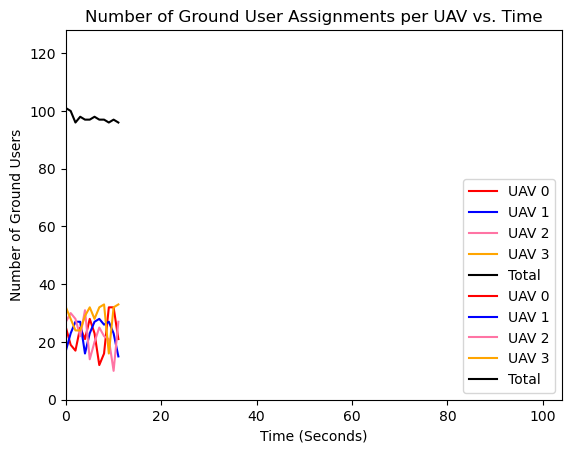 Number of Ground User Assignments per UAV vs. Time
Number of Ground Users
120
100
80
60
40
20
0
0 20 40 60 80 100
Time (Seconds)
UAV 0
UAV 1
UAV 2
UAV 3
Total
UAV 0
UAV 1
UAV 2
UAV 3
Total